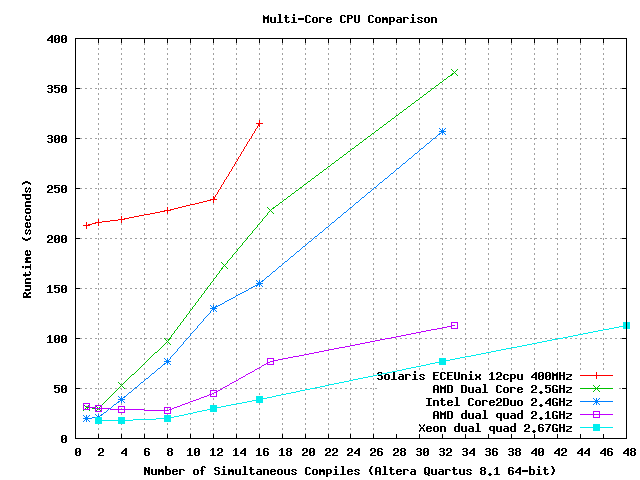 Multi-Core CPU Comparison
400
350
300
250
200
150
100
50
0
Runtime (seconds)
Solaris ECEUnix 12cpu 400MHz
AMD Dual Core 2.5GHz
Intel Core2Duo 2.4GHz
AMD dual quad 2.1GHz
Xeon dual quad 2.67GHz
0 2 4 6 8 10 12 14 16 18 20 22 24 26 28 30 32 34 36 38 40 42 44 46 48
Number of Simultaneous Compiles (Altera Quartus 8.1 64-bit)